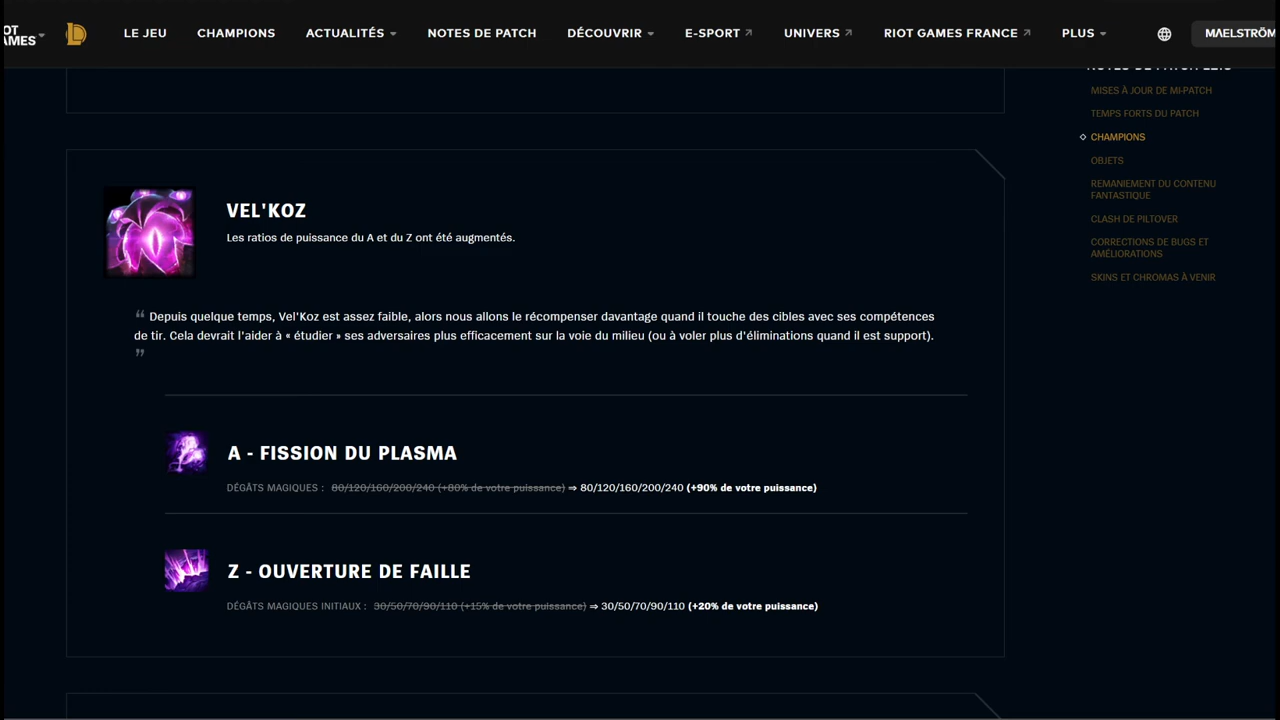 OT
AMES
LE JEU
CHAMPIONS
ACTUALITÉS
NOTES DE PATCH
DÉCOUVRIR
E-SPORT
UNIVERS
RIOT GAMES FRANCE
PLUS
MAELSTRÖM
MISES À JOUR DE MI-PATCH
TEMPS FORTS DU PATCH
CHAMPIONS
OBJETS
REMANIEMENT DU CONTENU
FANTASTIQUE
CLASH DE PILTOVER
CORRECTIONS DE BUGS ET
AMÉLIORATIONS
SKINS ET CHROMAS À VENIR
VEL'KOZ
Les ratios de puissance du A et du Z ont été augmentés.
“ Depuis quelque temps, Vel'Koz est assez faible, alors nous allons le récompenser davantage quand il touche des cibles avec ses compétences
de tir. Cela devrait l'aider à « étudier » ses adversaires plus efficacement sur la voie du milieu (ou à voler plus d'éliminations quand il est support).
”
A - FISSION DU PLASMA
DÉGÂTS MAGIQUES : 80/120/160/200/240 (+80% de votre puissance) ⇒ 80/120/160/200/240 (+90% de votre puissance)
Z - OUVERTURE DE FAILLE
DÉGÂTS MAGIQUES INITIAUX : 30/50/70/90/110 (+15% de votre puissance) ⇒ 30/50/70/90/110 (+20% de votre puissance)